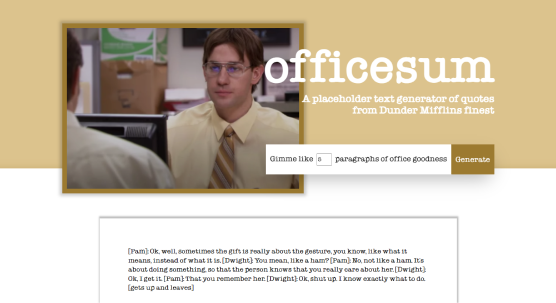 officesum
A placeholder text generator of quotes
from Dunder Mifflins finest
Gimme like 5 paragraphs of office goodness Generate
[Pam]: Ok, well, sometimes the gift is really about the gesture, you know, like what it
means, instead of what it is. [Dwight]: You mean, like a ham? [Pam]: No, not like a ham. It's
about doing something, so that the person knows that you really care about her. [Dwight]:
Ok, I get it. [Pam]: That you remember her. [Dwight]: Ok, shut up. I know exactly what to do.
[gets up and leaves]